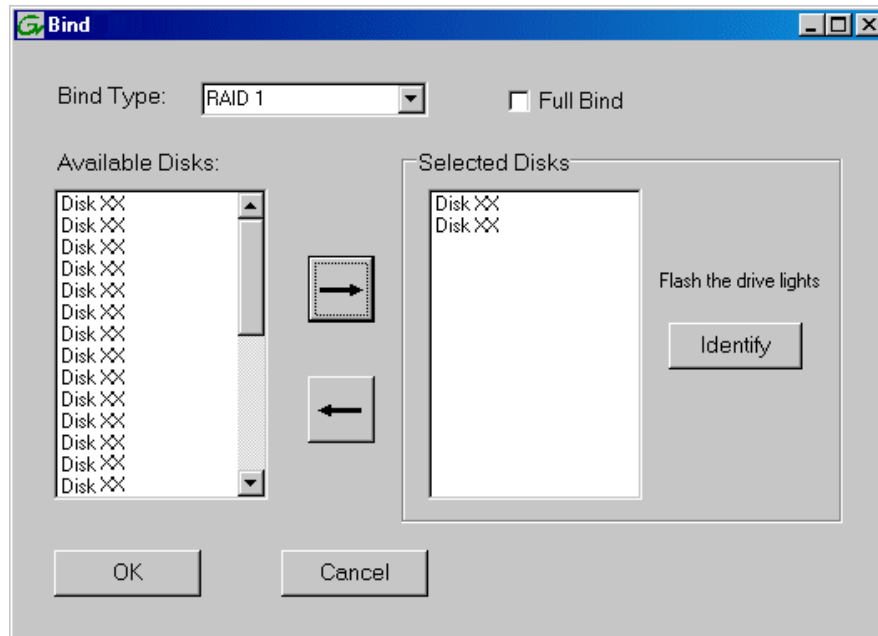 Bind
Bind Type: RAID 1 Full Bind
Available Disks:
Disk XX
Disk XX
Disk XX
Disk XX
Disk XX
Disk XX
Disk XX
Disk XX
Disk XX
Disk XX
Disk XX
Disk XX
Disk XX
Disk XX
Selected Disks
Disk XX
Disk XX
Flash the drive lights
Identify
OK Cancel